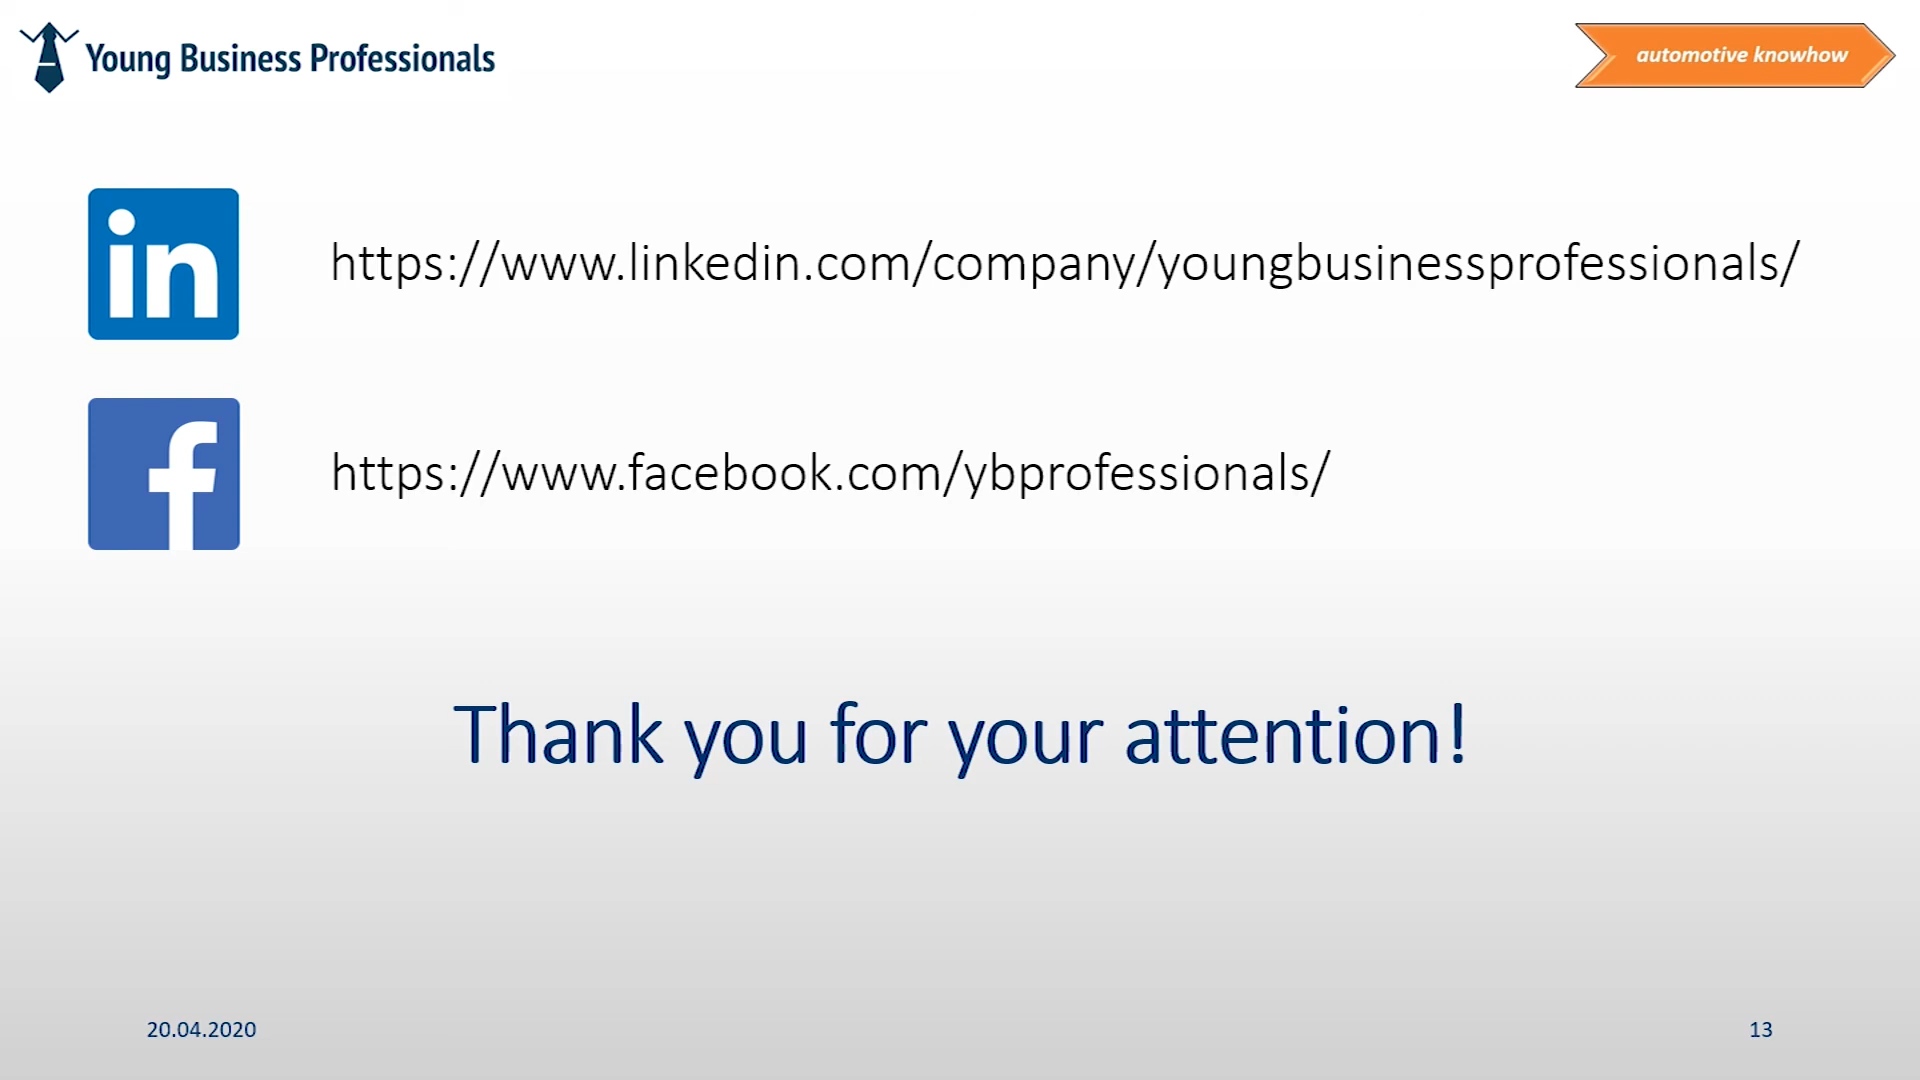 Young Business Professionals
automotive knowhow
in
https://www.linkedin.com/company/youngbusinessprofessionals/
f
https://www.facebook.com/ybprofessionals/
Thank you for your attention!
20.04.2020
13